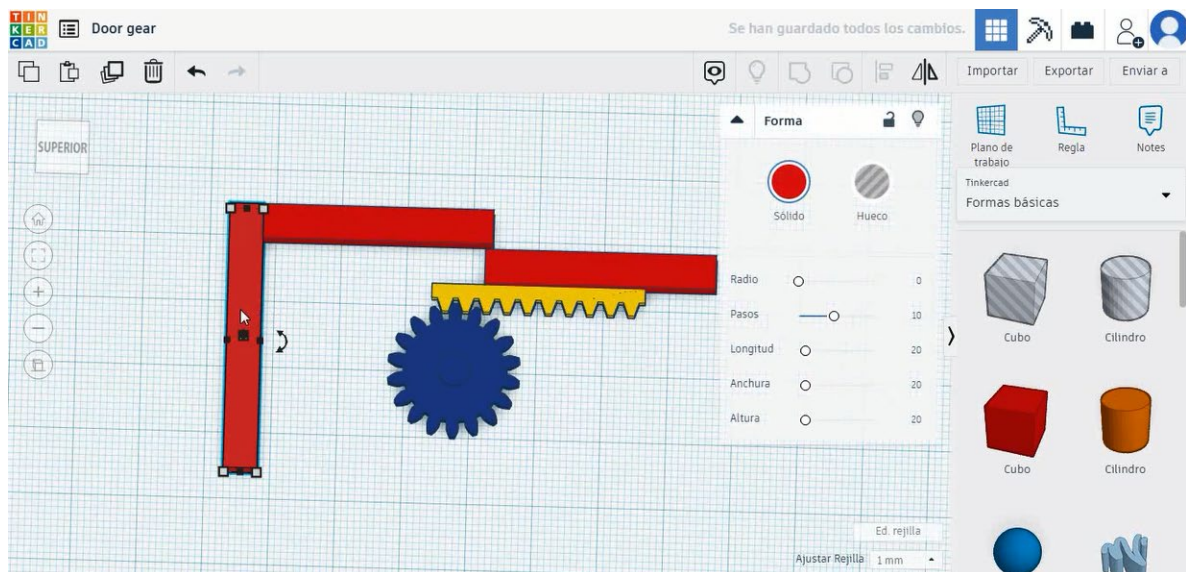 TIN
KER
CAD
Door gear
Se han guardado todos los cambios.
Importar
Exportar
Enviar a
SUPERIOR
Forma
Sólido
Hueco
Radio
0
Pasos
10
Longitud
20
Anchura
20
Altura
20
Plano de
trabajo
Regla
Notes
Tinkercad
Formas básicas
Cubo
Cilindro
Cubo
Cilindro
Ed. rejilla
Ajustar Rejilla
1 mm